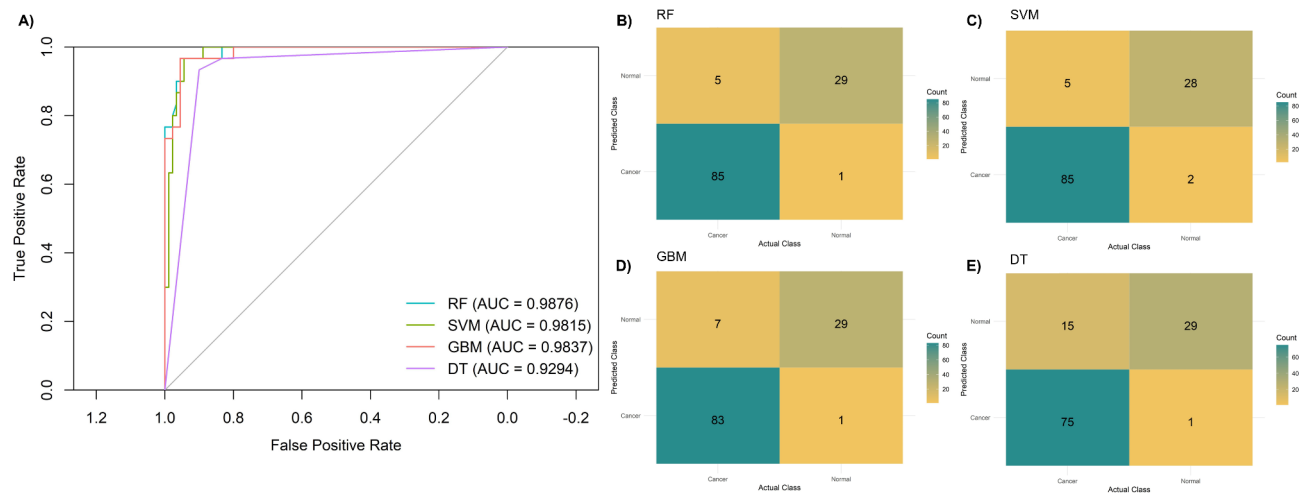 A)
1.0
0.8
0.6
0.4
0.2
0.0
True Positive Rate
1.2 1.0 0.8 0.6 0.4 0.2 0.0 -0.2
False Positive Rate
RF (AUC = 0.9876)
SVM (AUC = 0.9815)
GBM (AUC = 0.9837)
DT (AUC = 0.9294)
B) RF
Predicted Class
Normal
5 29
Cancer
85 1
Cancer Normal
Actual Class
Count
80
60
40
20
C) SVM
Predicted Class
Normal
5 28
Cancer
85 2
Cancer Normal
Actual Class
Count
80
60
40
20
D) GBM
Predicted Class
Normal
7 29
Cancer
83 1
Cancer Normal
Actual Class
Count
80
60
40
20
E) DT
Predicted Class
Normal
15 29
Cancer
75 1
Cancer Normal
Actual Class
Count
60
40
20